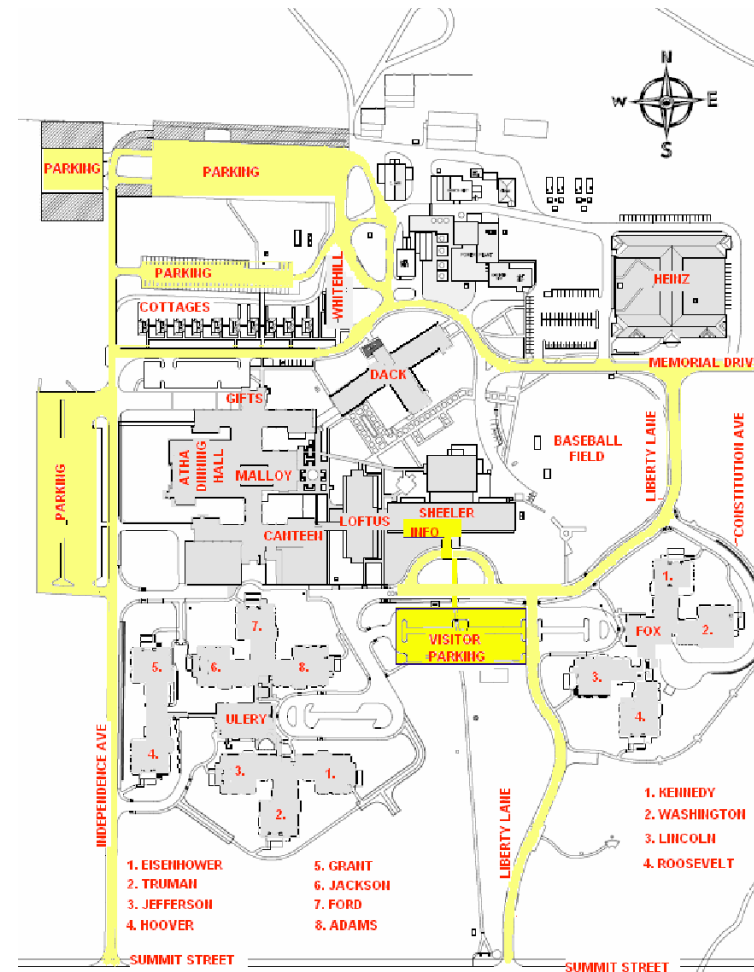 N
W E
S
PARKING
PARKING
PARKING
COTTAGES
WHITEHILL
HEINZ
MEMORIAL DRIV
DACK
GIFTS
ATHA
DINNING
HALL
MALLOY
PARKING
LIBERTY LANE
CONSTITUTION AVE
BASEBALL
FIELD
LOFTUS
SHEELER
INFO
CANTEEN
1.
2.
FOX
3.
4.
VISITOR
PARKING
7.
5.
6.
8.
ULERY
4.
3.
1.
2.
INDEPENDENCE AVE
LIBERTY LANE
1. KENNEDY
2. WASHINGTON
3. LINCOLN
4. ROOSEVELT
1. EISENHOWER
2. TRUMAN
3. JEFFERSON
4. HOOVER
5. GRANT
6. JACKSON
7. FORD
8. ADAMS
SUMMIT STREET
SUMMIT STREET